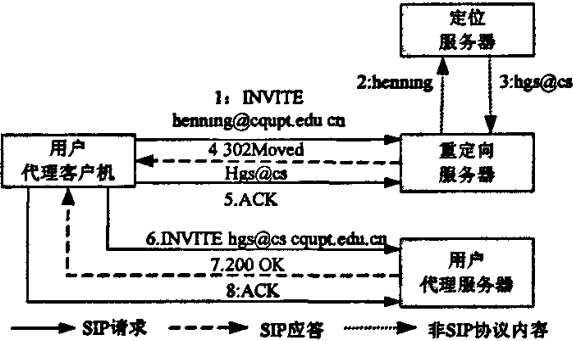 定位
服务器
2:henning
3:hgs@cs
1：INVITE
henning@cqupt.edu cn
用户
代理客户机
4 302Moved
Hgs@cs
5.ACK
重定向
服务器
6.INVITE hgs@cs cqupt.edu.cn
7.200 OK
8:ACK
用户
代理服务器
SIP请求
SIP应答
非SIP协议内容